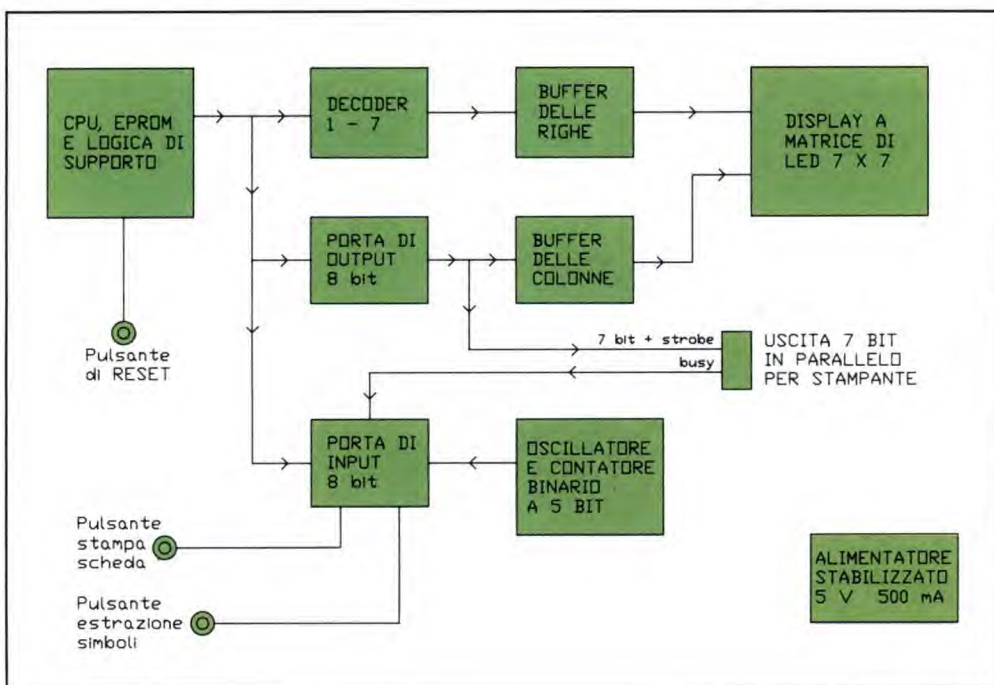 CPU, EPROM
E LOGICA DI
SUPPORTO
DECODER
1 - 7
BUFFER
DELLE
RIGHE
DISPLAY A
MATRICE DI
LED 7 X 7
PORTA DI
OUTPUT
8 bit
BUFFER
DELLE
COLONNE
Pulsante
di RESET
7 bit + strobe
busy
USCITA 7 BIT
IN PARALLELO
PER STAMPANTE
PORTA DI
INPUT
8 bit
OSCILLATORE
E CONTATORE
BINARIO
A 5 BIT
Pulsante
stampa
scheda
Pulsante
estrazione
simboli
ALIMENTATORE
STABILIZZATO
5 V 500 mA